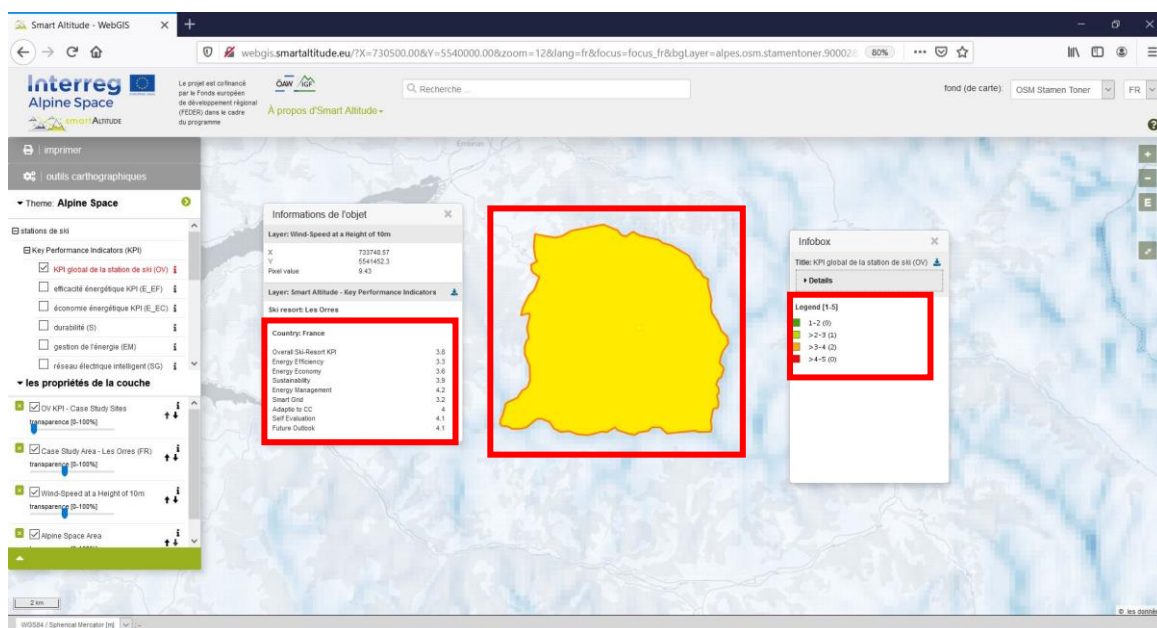 Smart Altitude - WebGIS
webgis.smartaltitude.eu/?X=730500.00&Y=5540000.00&zoom=12&lang=fr&focus=focus_fr&bgLayer=alpes.osm.stamentoner.900028
80%
Interreg
Alpine Space
smartALTITUDE
Le projet est cofinancé
par le Fonds européen
de développement régional
(FEDER) dans le cadre
du programme
ÖAW IGF
À propos d'Smart Altitude
Recherche ...
fond (de carte):
OSM Stamen Toner
FR
imprimer
outils carthographiques
Theme: Alpine Space
stations de ski
Key Performance Indicators (KPI)
KPI global de la station de ski (OV)
efficacité énergétique KPI (E_EF)
économie énergétique KPI (E_EC)
durabilité (S)
gestion de l'énergie (EM)
réseau électrique intelligent (SG)
les propriétés de la couche
OV KPI - Case Study Sites
transparence [0-100%]
Case Study Area - Les Orres (FR)
transparence [0-100%]
Wind-Speed at a Height of 10m
transparence [0-100%]
Alpine Space Area
2 km
WGS84 / Spherical Mercator [m]
Embrun
Informations de l'objet
Layer: Wind-Speed at a Height of 10m
X 733748.57
Y 5541452.3
Pixel value 9.43
Layer: Smart Altitude - Key Performance Indicators
Ski resort: Les Orres
Country: France
Overall Ski-Resort KPI 3.6
Energy Efficiency 3.3
Energy Economy 3.6
Sustainability 3.9
Energy Management 4.2
Smart Grid 3.2
Adaptio to CC 4
Self Evaluation 4.1
Future Outlook 4.1
Infobox
Title: KPI global de la station de ski (OV)
Details
Legend [1-5]
1-2 (0)
>2-3 (1)
>3-4 (2)
>4-5 (0)
E
© les donné